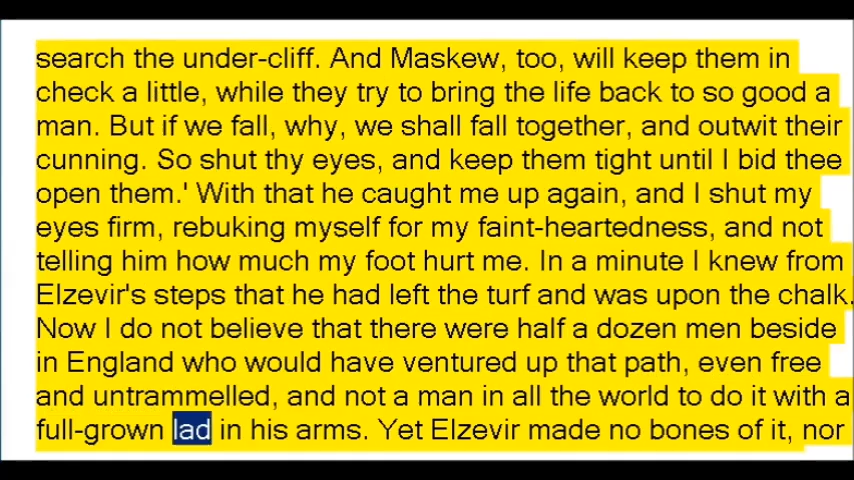 search the under-cliff. And Maskew, too, will keep them in
check a little, while they try to bring the life back to so good a
man. But if we fall, why, we shall fall together, and outwit their
cunning. So shut thy eyes, and keep them tight until I bid thee
open them.' With that he caught me up again, and I shut my
eyes firm, rebuking myself for my faint-heartedness, and not
telling him how much my foot hurt me. In a minute I knew from
Elzevir's steps that he had left the turf and was upon the chalk.
Now I do not believe that there were half a dozen men beside
in England who would have ventured up that path, even free
and untrammelled, and not a man in all the world to do it with a
full-grown lad in his arms. Yet Elzevir made no bones of it, nor